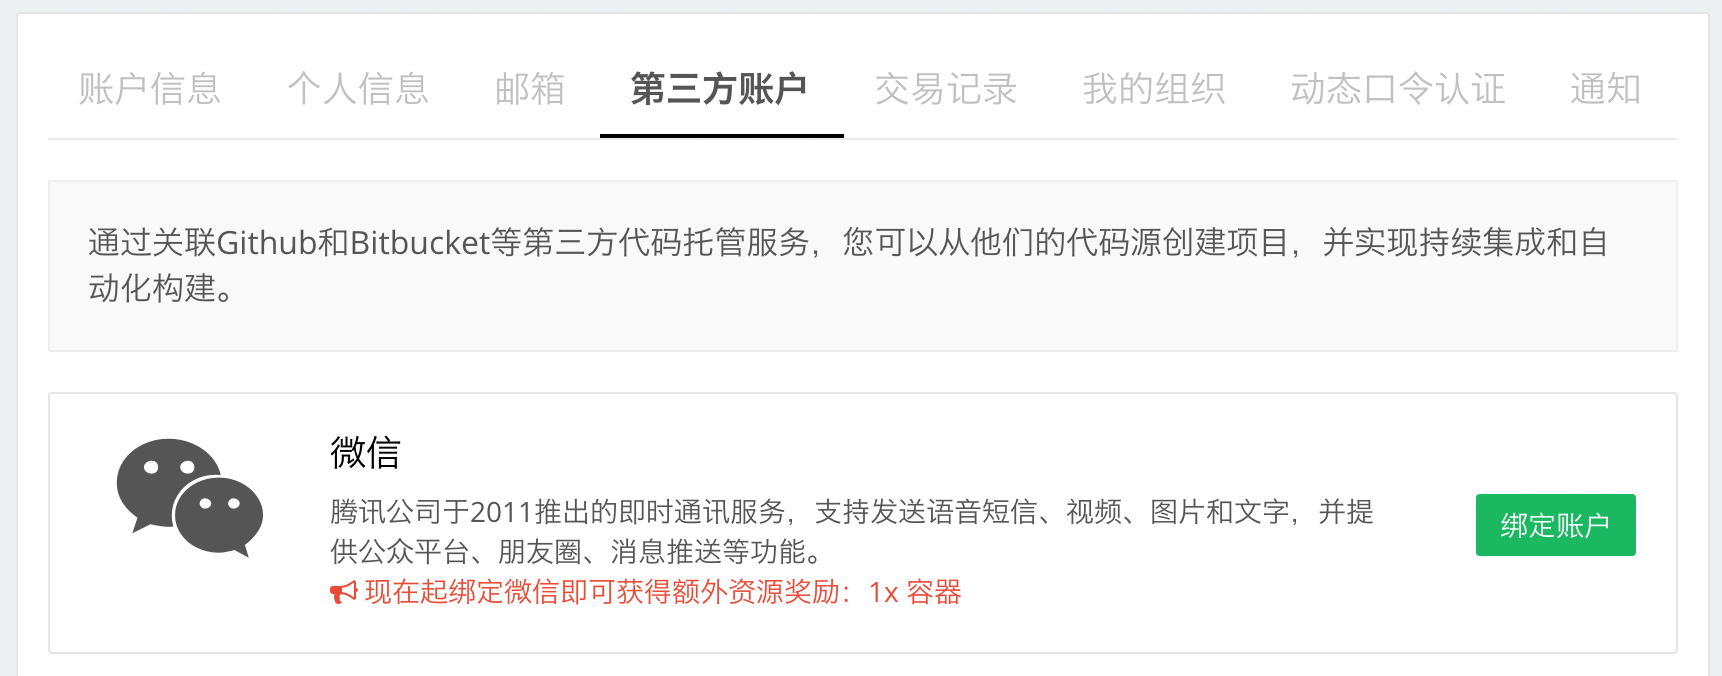 账户信息 个人信息 邮箱 第三方账户 交易记录 我的组织 动态口令认证 通知
通过关联Github和Bitbucket等第三方代码托管服务，您可以从他们的代码源创建项目，并实现持续集成和自
动化构建。
微信
腾讯公司于2011推出的即时通讯服务，支持发送语音短信、视频、图片和文字，并提
供公众平台、朋友圈、消息推送等功能。
现在起绑定微信即可获得额外资源奖励：1x 容器
绑定账户